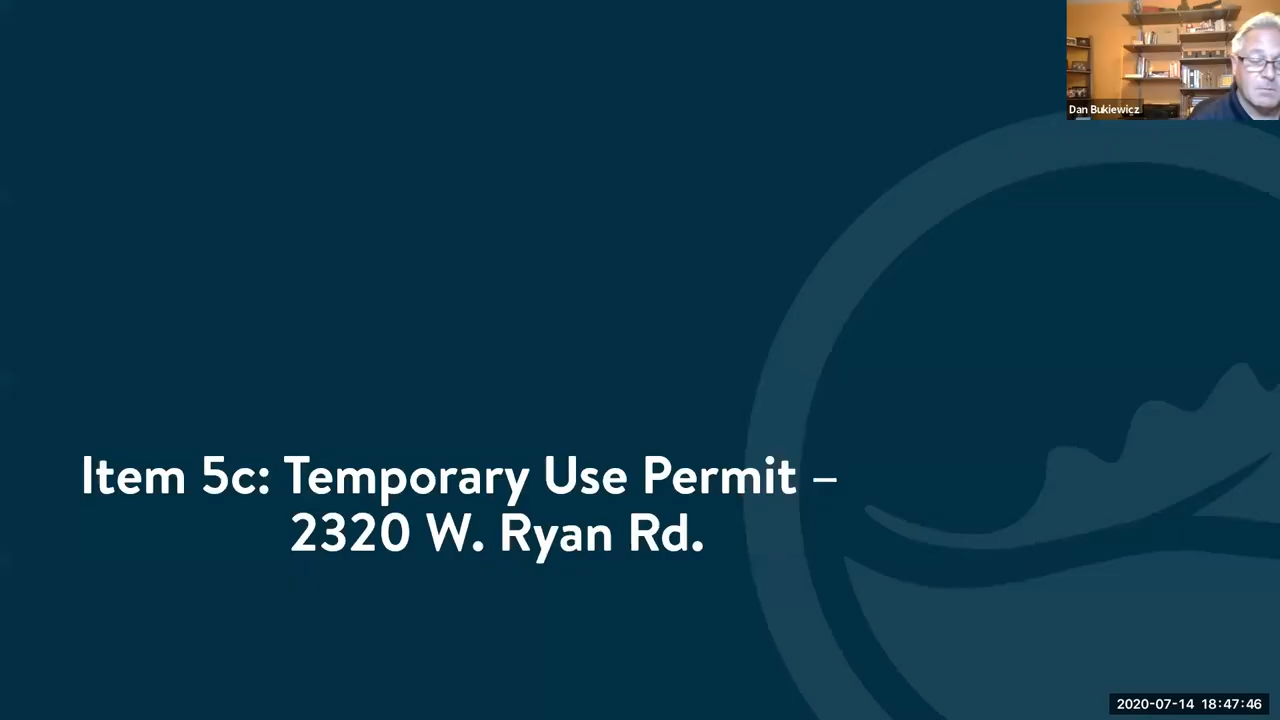 Dan Bukiewicz
Item 5c: Temporary Use Permit –
2320 W. Ryan Rd.
2020-07-14 18:47:46